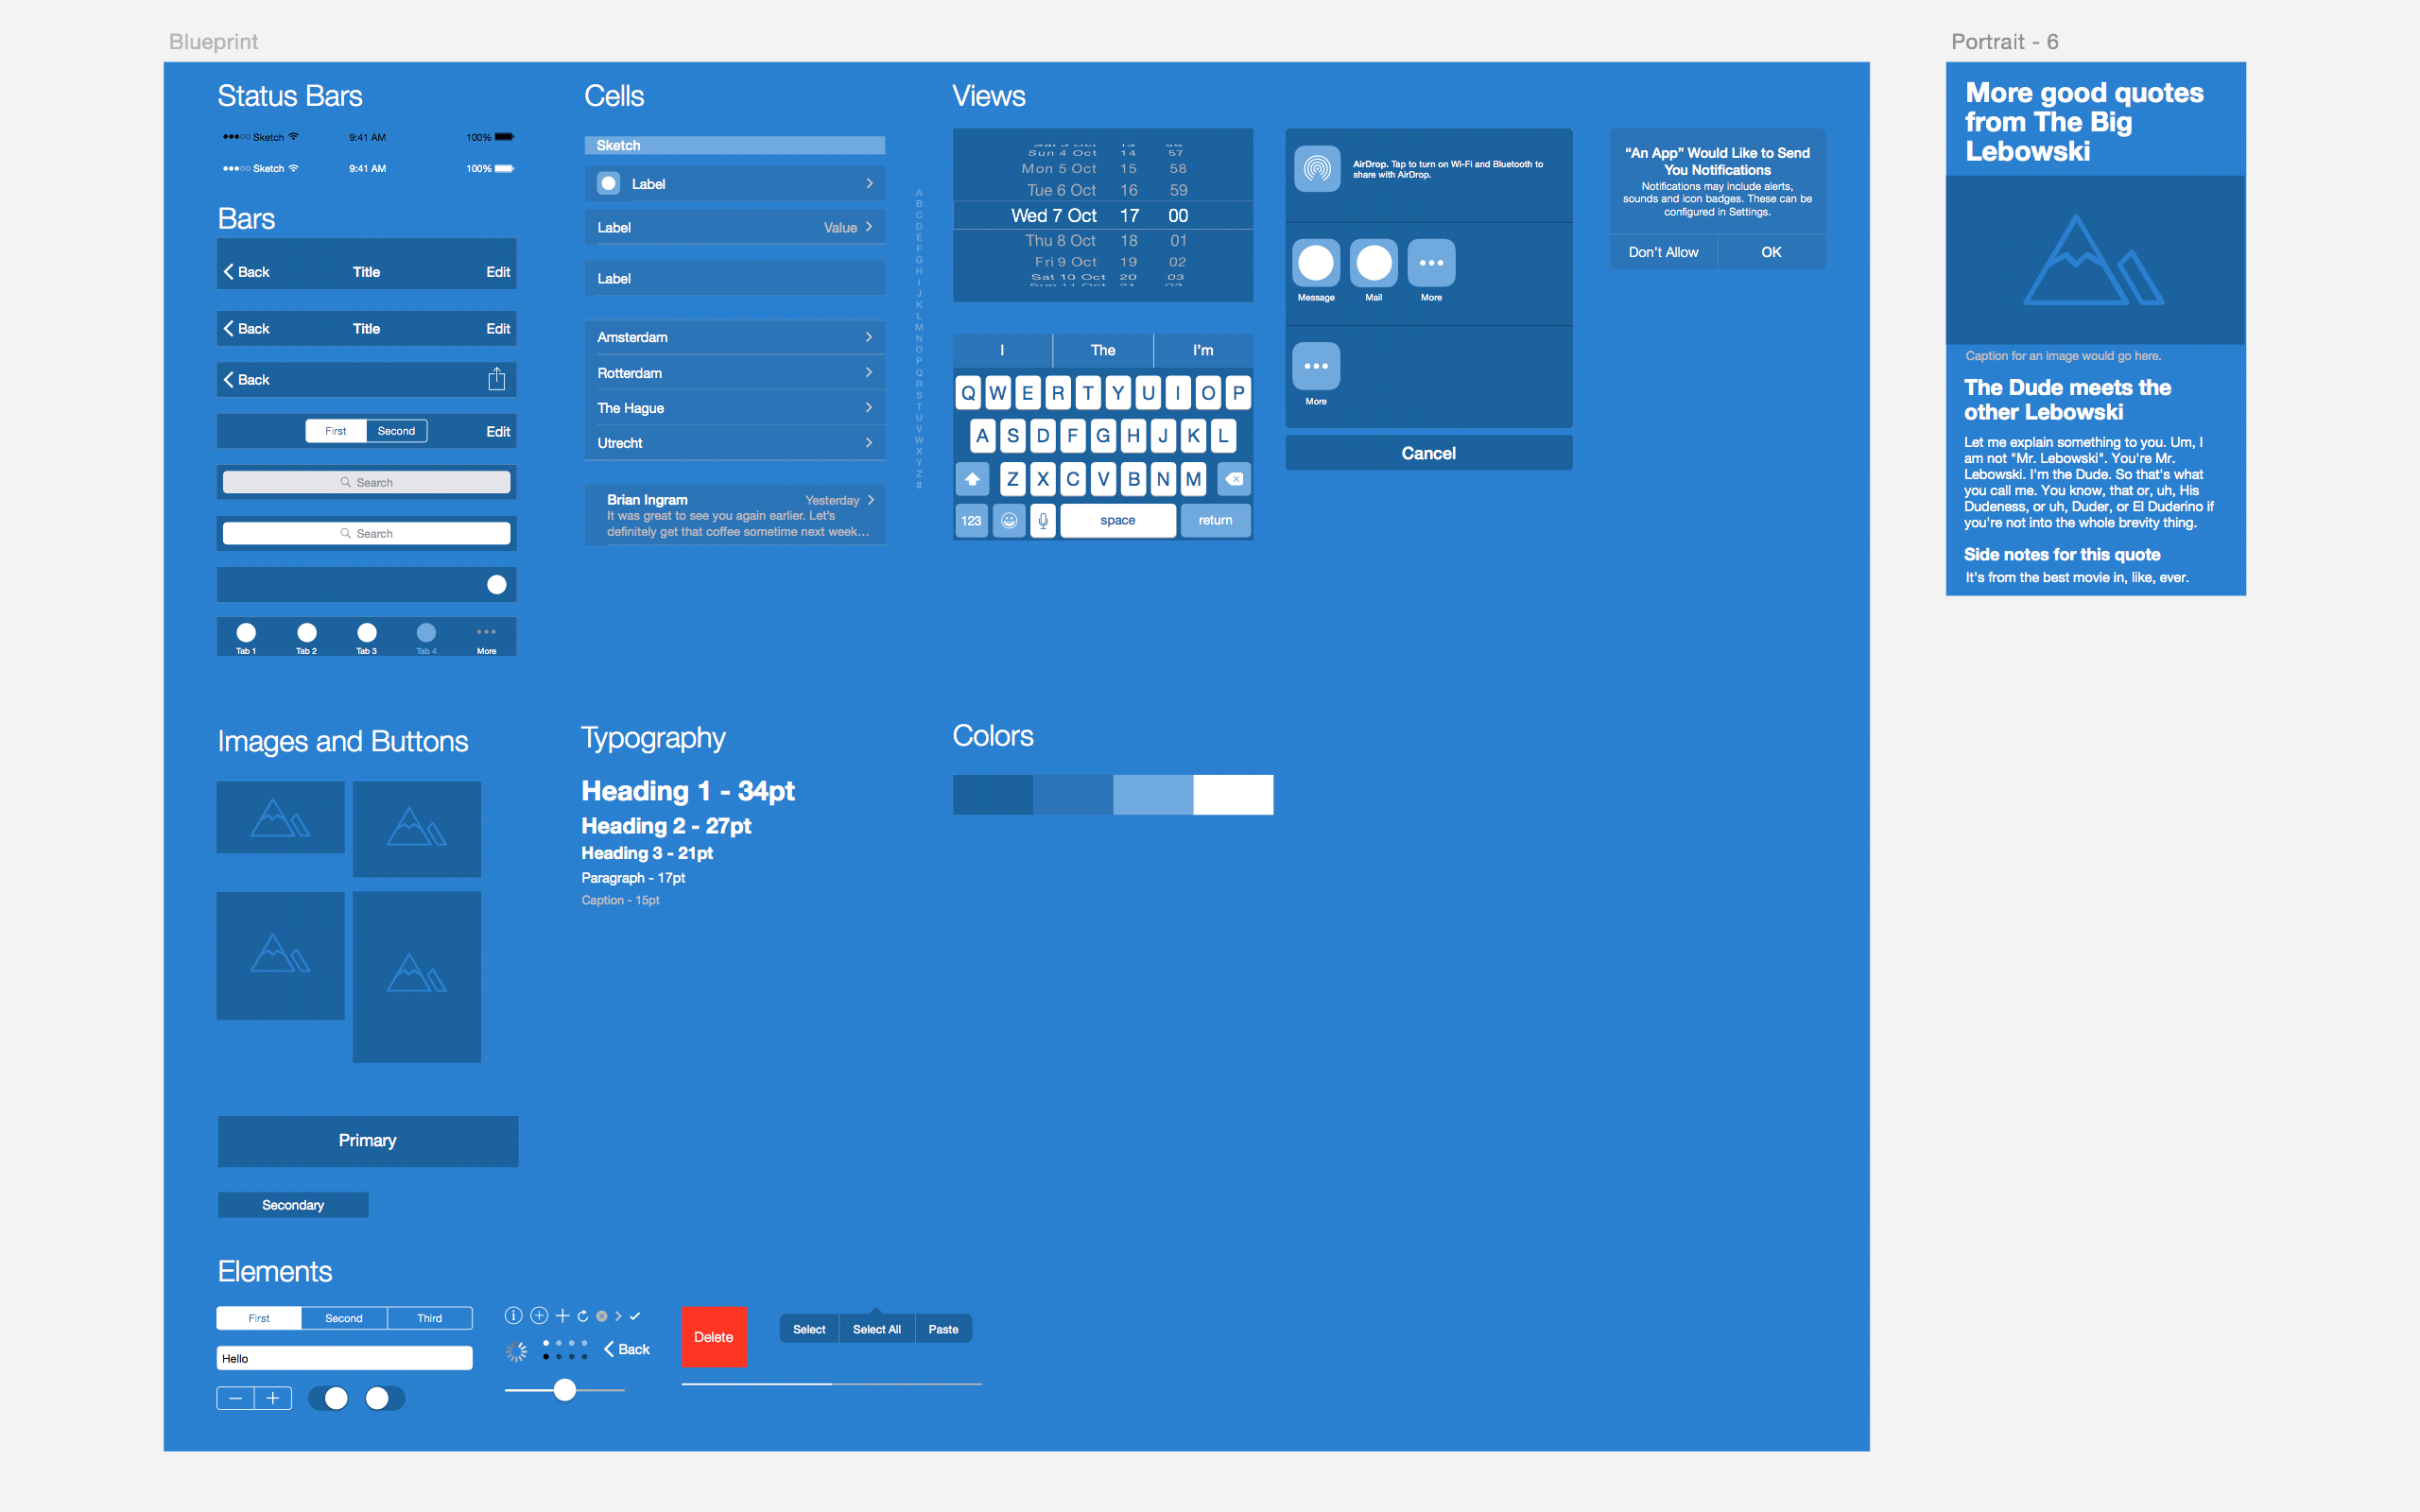 Blueprint
Status Bars
Sketch 9:41 AM 100%
Sketch 9:41 AM 100%
Bars
Back Title Edit
Back Title Edit
Back
First Second Edit
Search
Search
Tab 1 Tab 2 Tab 3 Tab 4 More
Cells
Sketch
Label
Label Value
Label
Amsterdam
Rotterdam
The Hague
Utrecht
Brian Ingram Yesterday
It was great to see you again earlier. Let's
definitely get that coffee sometime next week...
A
B
C
D
E
F
G
H
I
J
K
L
M
N
O
P
Q
R
S
T
U
V
W
X
Y
Z
#
Views
Sun 4 Oct 14 57
Mon 5 Oct 15 58
Tue 6 Oct 16 59
Wed 7 Oct 17 00
Thu 8 Oct 18 01
Fri 9 Oct 19 02
Sat 10 Oct 20 03
I The I'm
Q W E R T Y U I O P
A S D F G H J K L
Z X C V B N M
123 space return
AirDrop. Tap to turn on Wi-Fi and Bluetooth to
share with AirDrop.
Message Mail More
More
Cancel
“An App” Would Like to Send
You Notifications
Notifications may include alerts,
sounds and icon badges. These can be
configured in Settings.
Don't Allow OK
Images and Buttons
Primary
Secondary
Typography
Heading 1 - 34pt
Heading 2 - 27pt
Heading 3 - 21pt
Paragraph - 17pt
Caption - 15pt
Colors
Elements
First Second Third
Hello
Back
Delete
Select Select All Paste
Portrait - 6
More good quotes
from The Big
Lebowski
Caption for an image would go here.
The Dude meets the
other Lebowski
Let me explain something to you. Um, I
am not "Mr. Lebowski". You're Mr.
Lebowski. I'm the Dude. So that's what
you call me. You know, that or, uh, His
Dudeness, or uh, Duder, or El Duderino if
you're not into the whole brevity thing.
Side notes for this quote
It's from the best movie in, like, ever.